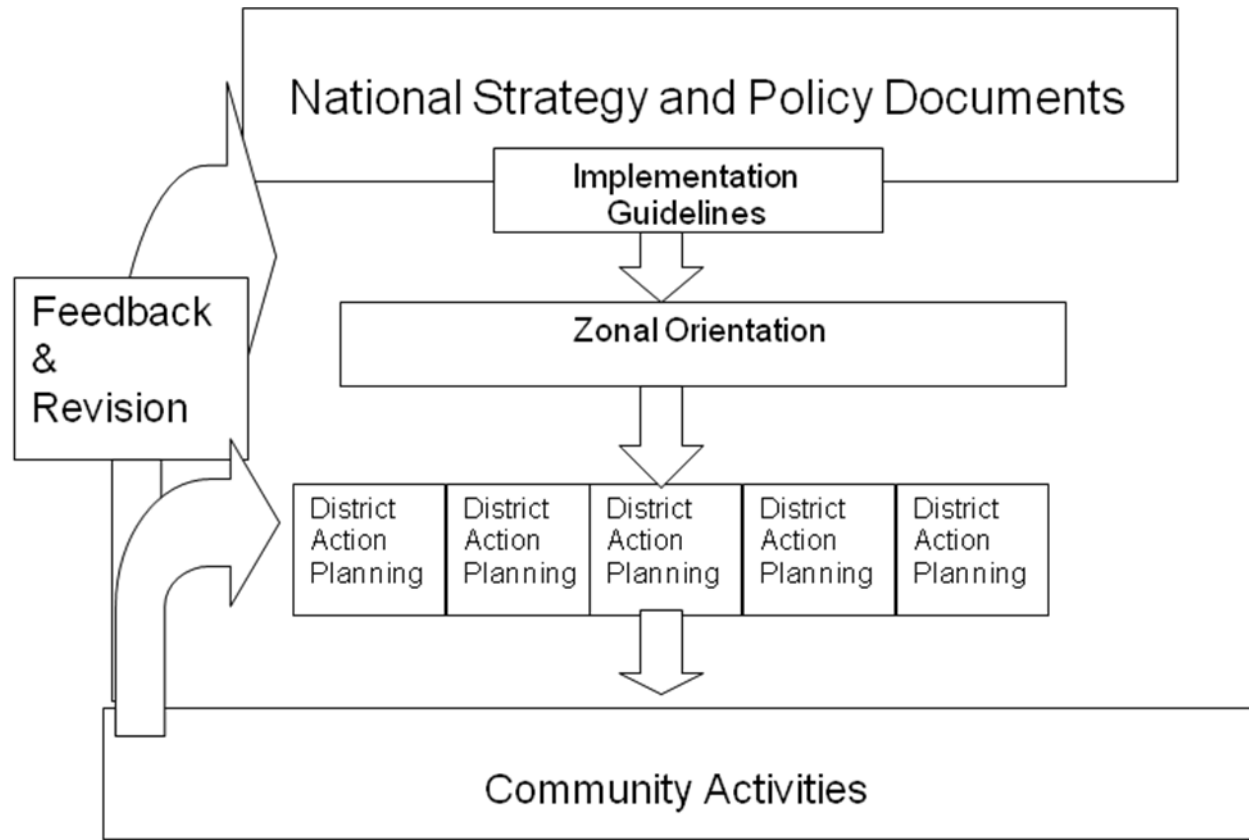 National Strategy and Policy Documents
Implementation
Guidelines
Zonal Orientation
Feedback
&
Revision
District
Action
Planning
District
Action
Planning
District
Action
Planning
District
Action
Planning
District
Action
Planning
Community Activities